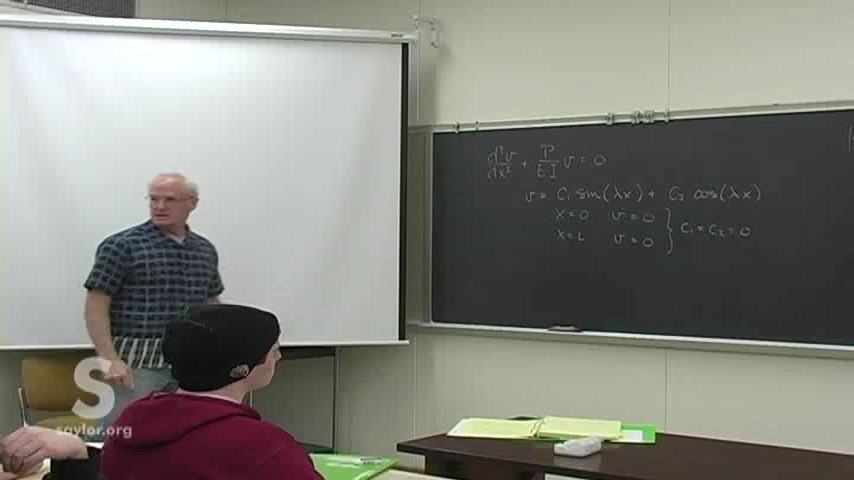 d²v/dx² + P/EI v = 0
v = C₁ sin(λx) + C₂ cos(λx)
x=0 v=0
x=L v=0 } C₁=C₂=0
S
saylor.org